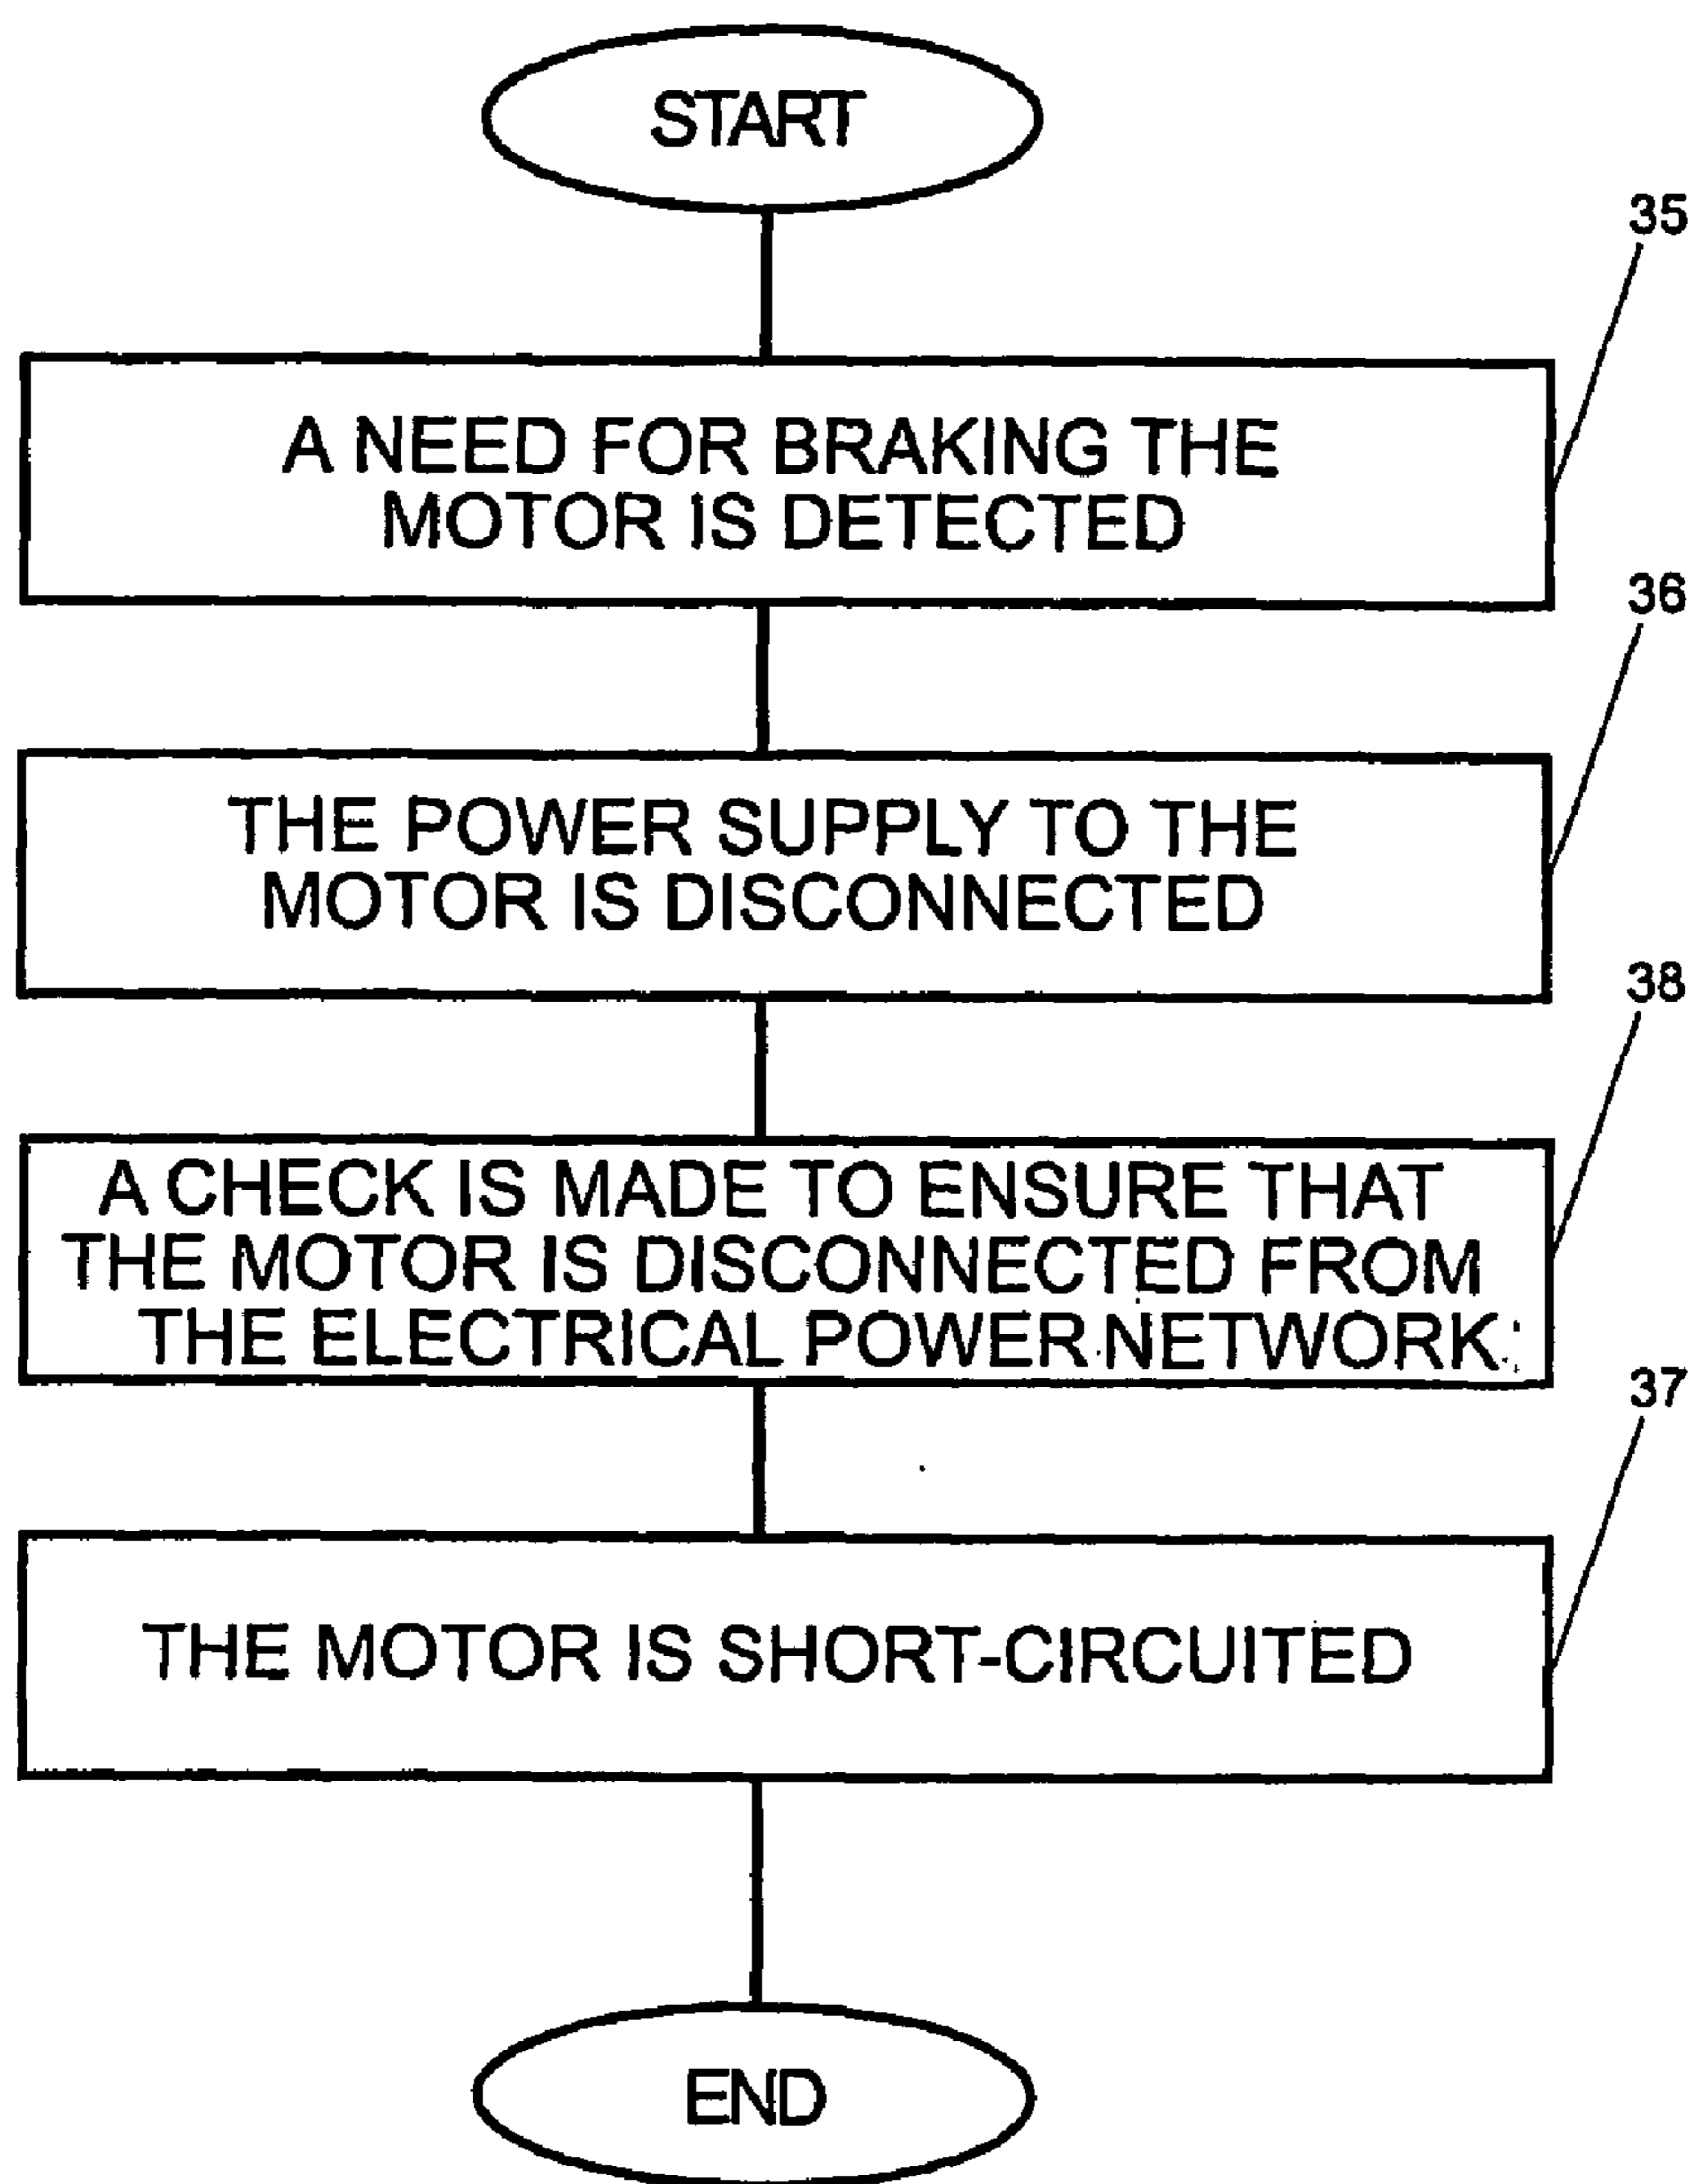 START
35
A NEED FOR BRAKING THE
MOTOR IS DETECTED
36
THE POWER SUPPLY TO THE
MOTOR IS DISCONNECTED
38
A CHECK IS MADE TO ENSURE THAT
THE MOTOR IS DISCONNECTED FROM
THE ELECTRICAL POWER NETWORK
37
THE MOTOR IS SHORT-CIRCUITED
END